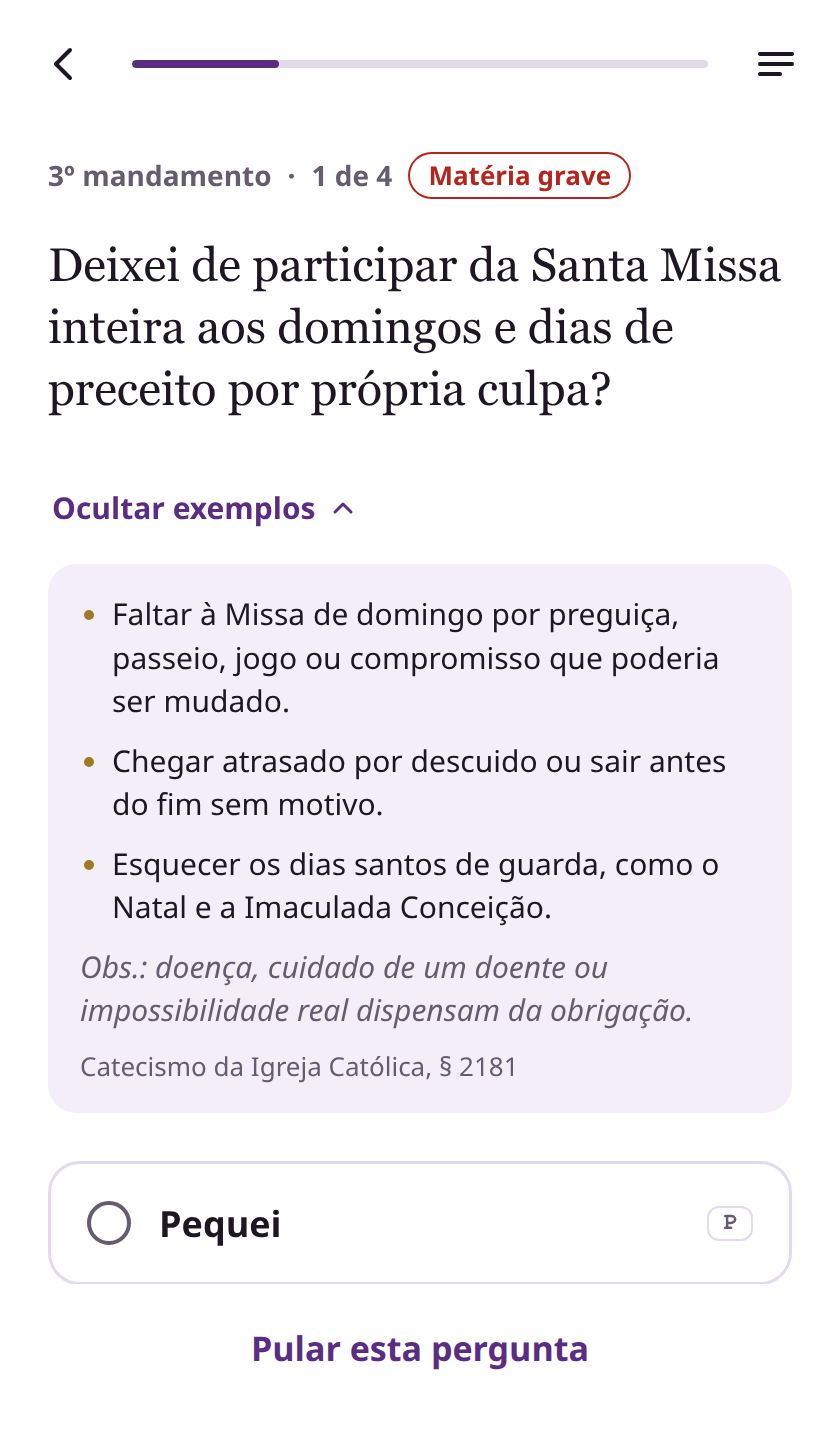 3º mandamento · 1 de 4 Matéria grave
Deixei de participar da Santa Missa
inteira aos domingos e dias de
preceito por própria culpa?
Ocultar exemplos
• Faltar à Missa de domingo por preguiça,
passeio, jogo ou compromisso que poderia
ser mudado.
• Chegar atrasado por descuido ou sair antes
do fim sem motivo.
• Esquecer os dias santos de guarda, como o
Natal e a Imaculada Conceição.
Obs.: doença, cuidado de um doente ou
impossibilidade real dispensam da obrigação.
Catecismo da Igreja Católica, § 2181
Pequei P
Pular esta pergunta